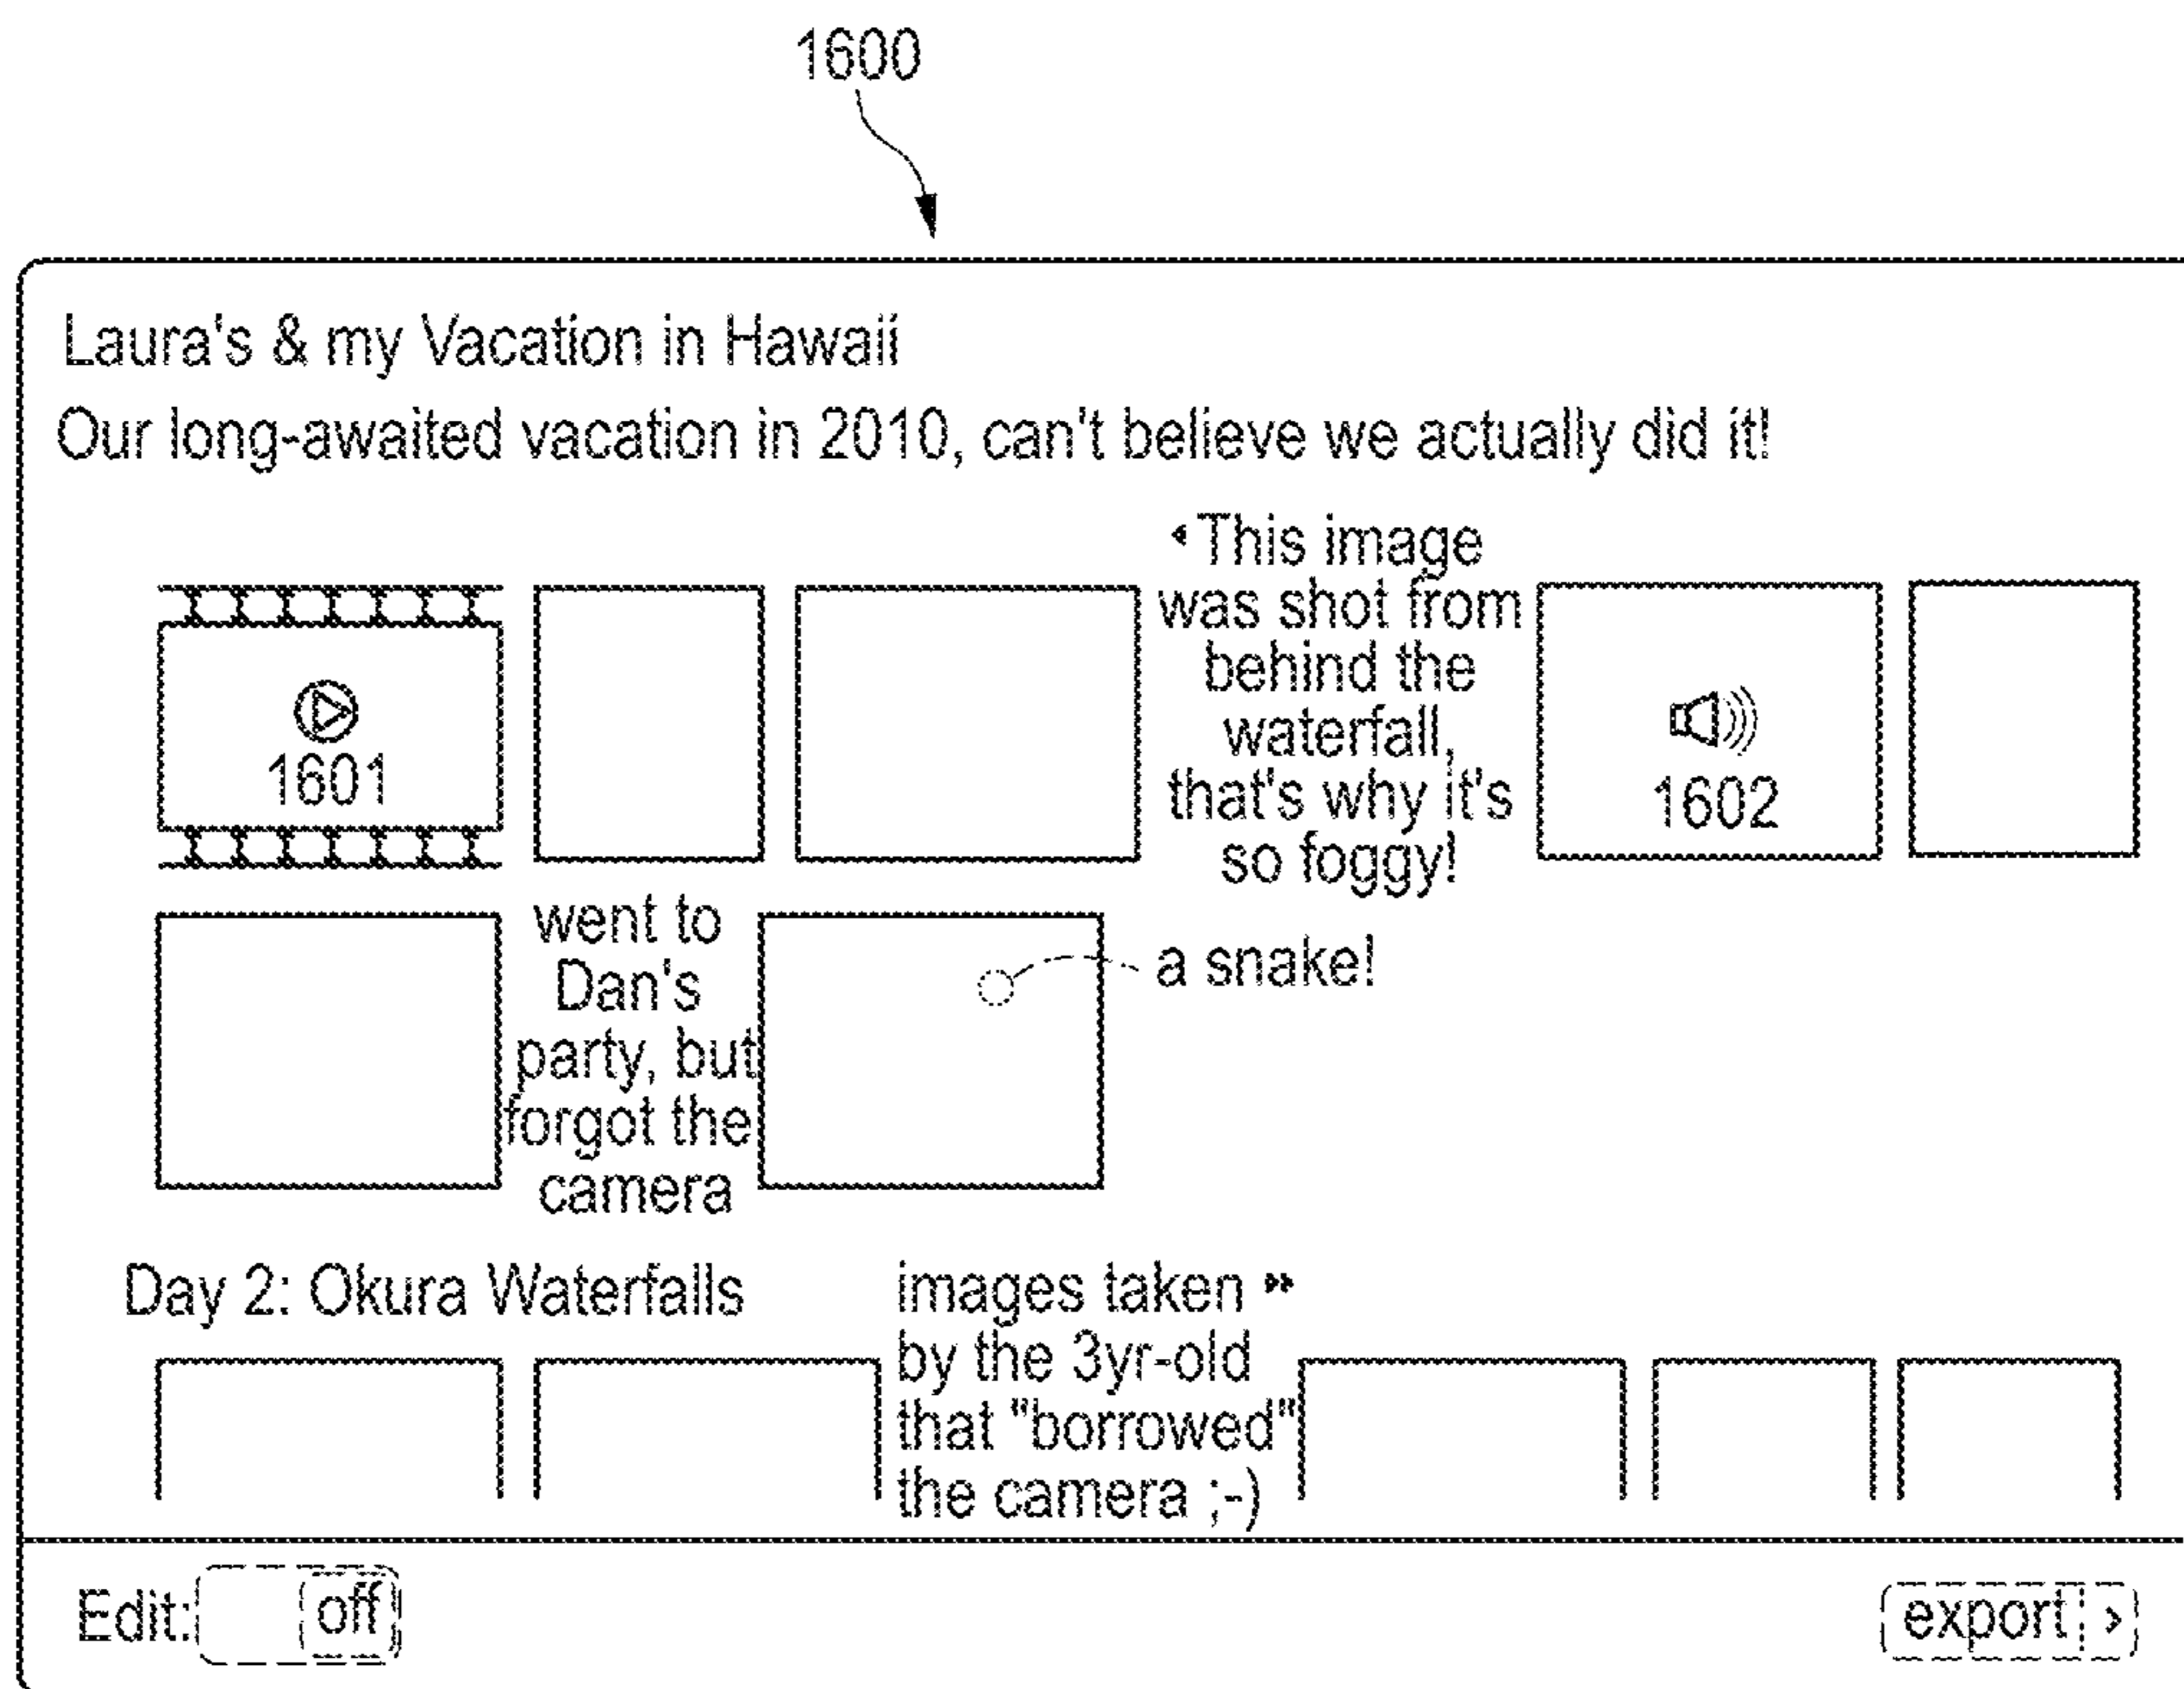 1600
Laura's & my Vacation in Hawaii
Our long-awaited vacation in 2010, can't believe we actually did it!
This image
was shot from
behind the
waterfall,
that's why it's
so foggy!
1601
1602
went to
Dan's
party, but
forgot the
camera
a snake!
Day 2: Okura Waterfalls
images taken
by the 3yr-old
that "borrowed"
the camera ;-)
Edit: off
export >